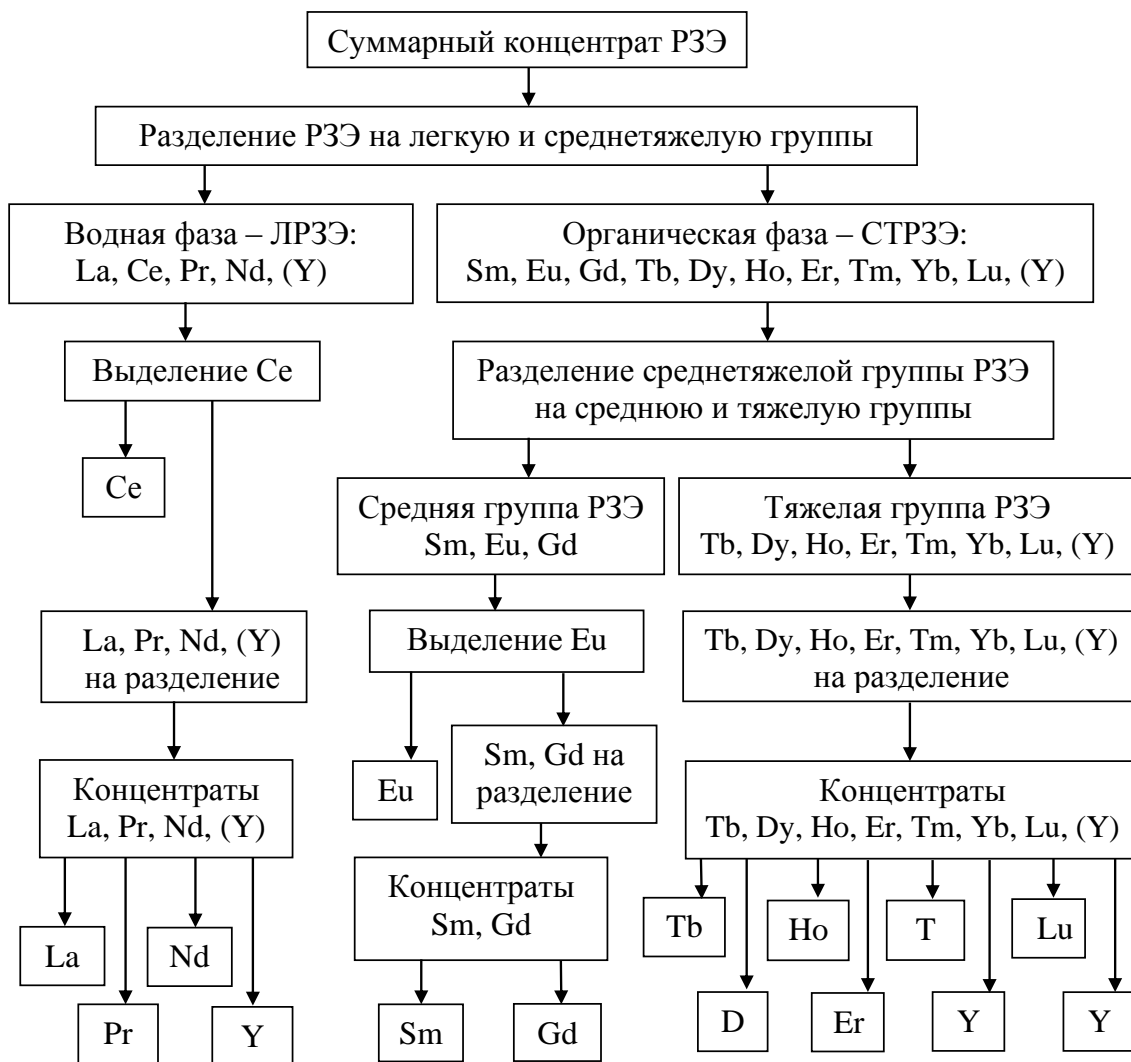 Суммарный концентрат РЗЭ
Разделение РЗЭ на легкую и среднетяжелую группы
Водная фаза – ЛРЗЭ:
La, Ce, Pr, Nd, (Y)
Органическая фаза – СТРЗЭ:
Sm, Eu, Gd, Tb, Dy, Ho, Er, Tm, Yb, Lu, (Y)
Выделение Ce
Разделение среднетяжелой группы РЗЭ
на среднюю и тяжелую группы
Ce
Средняя группа РЗЭ
Sm, Eu, Gd
Тяжелая группа РЗЭ
Tb, Dy, Ho, Er, Tm, Yb, Lu, (Y)
La, Pr, Nd, (Y)
на разделение
Выделение Eu
Tb, Dy, Ho, Er, Tm, Yb, Lu, (Y)
на разделение
Eu
Sm, Gd на
разделение
Концентраты
La, Pr, Nd, (Y)
Концентраты
Tb, Dy, Ho, Er, Tm, Yb, Lu, (Y)
Концентраты
Sm, Gd
La
Nd
Tb
Ho
T
Lu
Pr
Y
Sm
Gd
D
Er
Y
Y